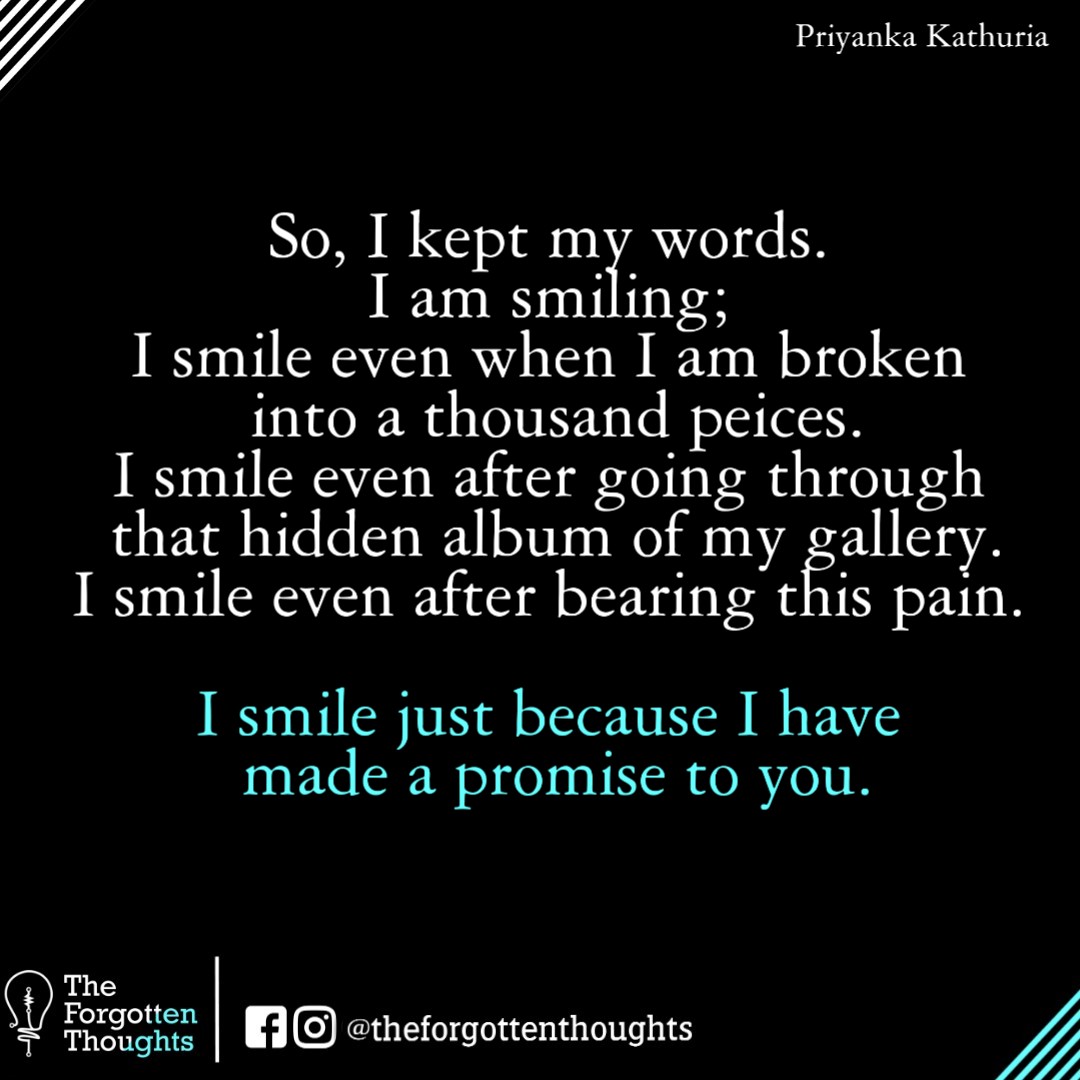 Priyanka Kathuria
So, I kept my words.
I am smiling;
I smile even when I am broken
into a thousand peices.
I smile even after going through
that hidden album of my gallery.
I smile even after bearing this pain.
I smile just because I have
made a promise to you.
The
Forgotten
Thoughts
@theforgottenthoughts